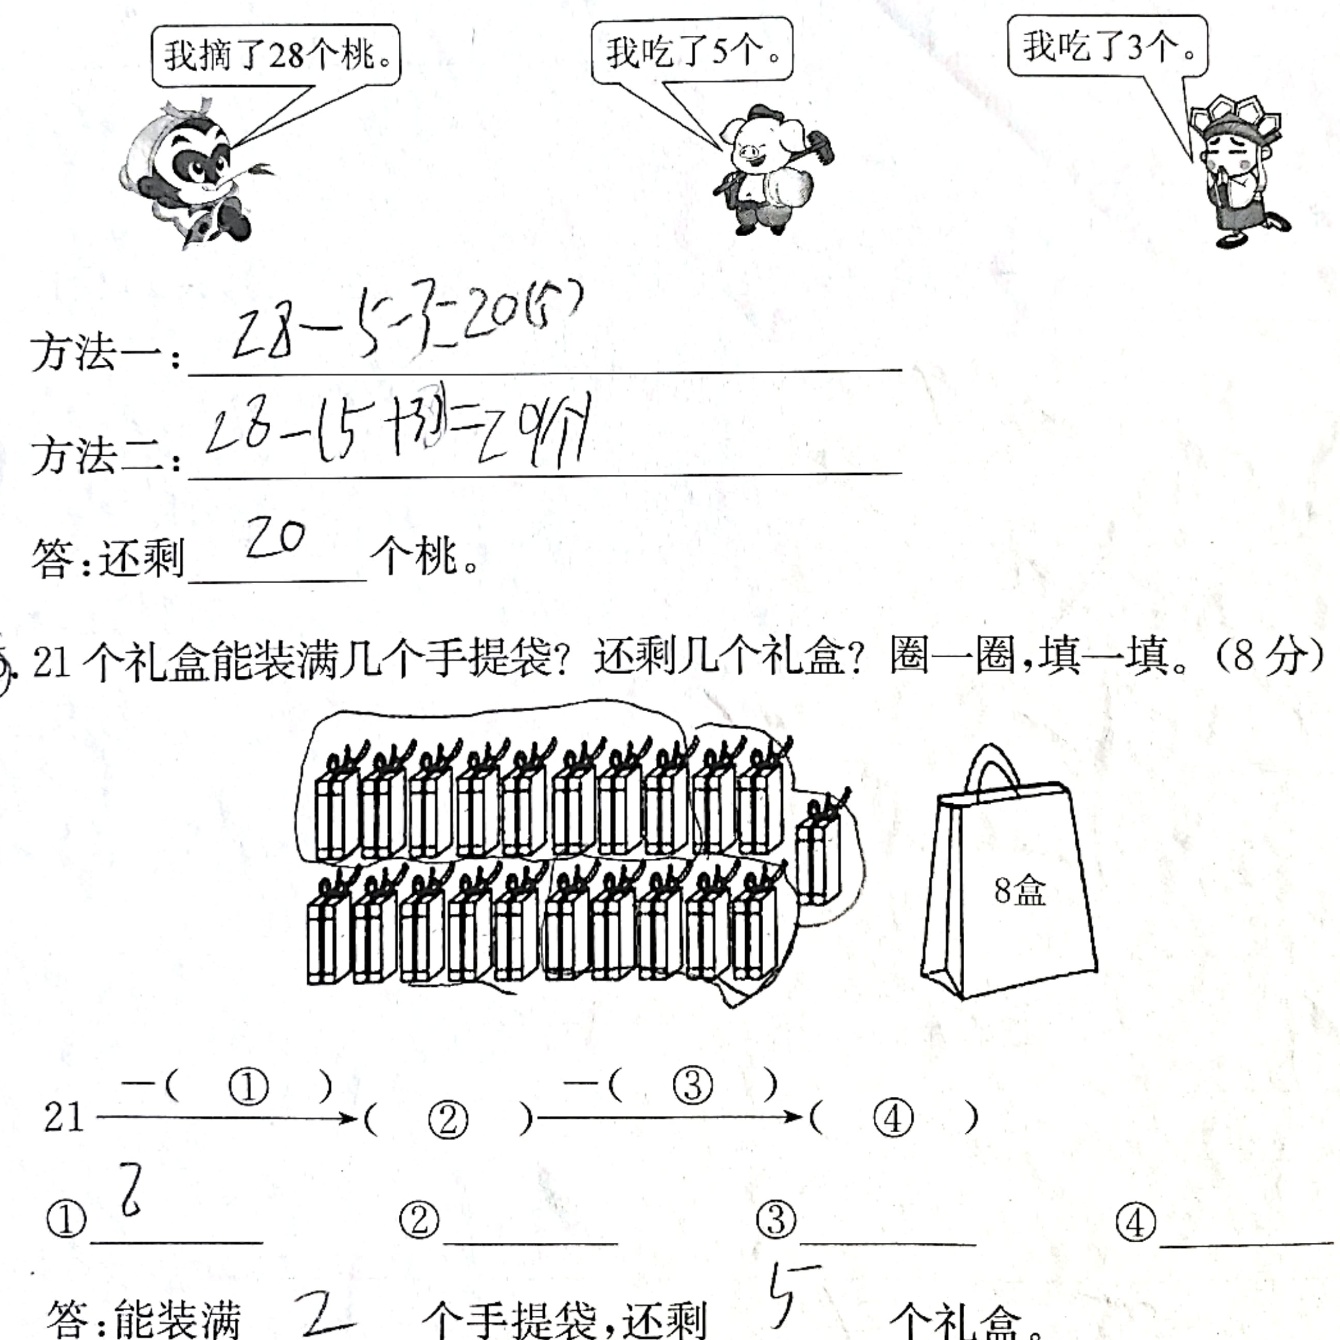 我摘了28个桃。 我吃了5个。 我吃了3个。
方法一: 28-5-3=20(个)
方法二: 28-(5+3)=20(个)
答:还剩 20 个桃。
. 21个礼盒能装满几个手提袋? 还剩几个礼盒? 圈一圈,填一填。(8分)
8盒
21 -( ① ) ( ② ) -( ③ ) ( ④ )
① 8 ② ③ ④
答:能装满 2 个手提袋,还剩 5 个礼盒。